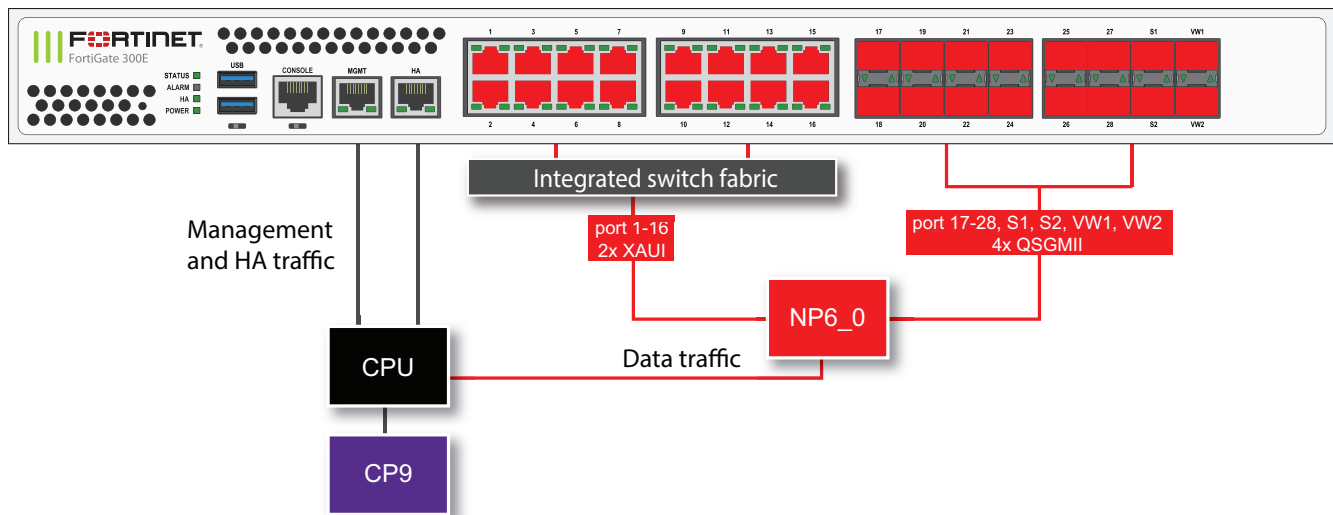 FORTINET
FortiGate 300E
STATUS
ALARM
HA
POWER
USB
CONSOLE
MGMT
HA
1 3 5 7
2 4 6 8
9 11 13 15
10 12 14 16
17 19 21 23
18 20 22 24
25 27 S1 VW1
26 28 S2 VW2
Integrated switch fabric
Management
and HA traffic
port 1-16
2x XAUI
port 17-28, S1, S2, VW1, VW2
4x QSGMII
NP6_0
Data traffic
CPU
CP9